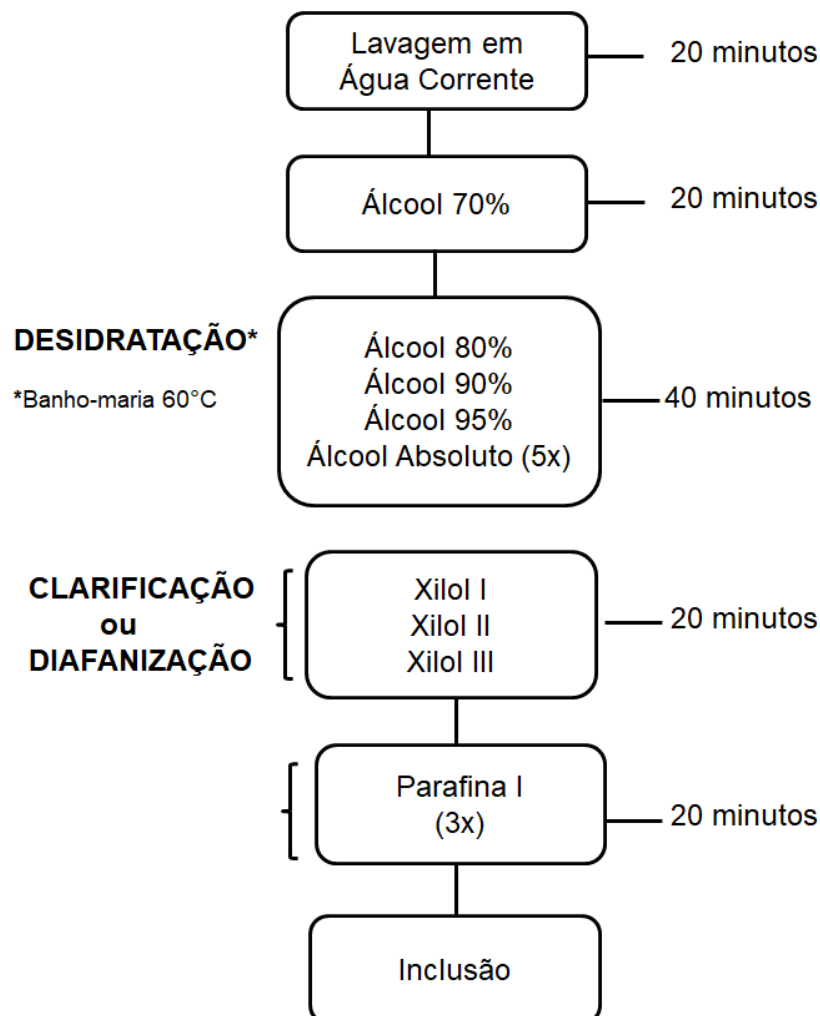 Lavagem em
Água Corrente
20 minutos
Álcool 70%
20 minutos
DESIDRATAÇÃO*
*Banho-maria 60°C
Álcool 80%
Álcool 90%
Álcool 95%
Álcool Absoluto (5x)
40 minutos
CLARIFICAÇÃO
ou
DIAFANIZAÇÃO
Xilol I
Xilol II
Xilol III
20 minutos
Parafina I
(3x)
20 minutos
Inclusão